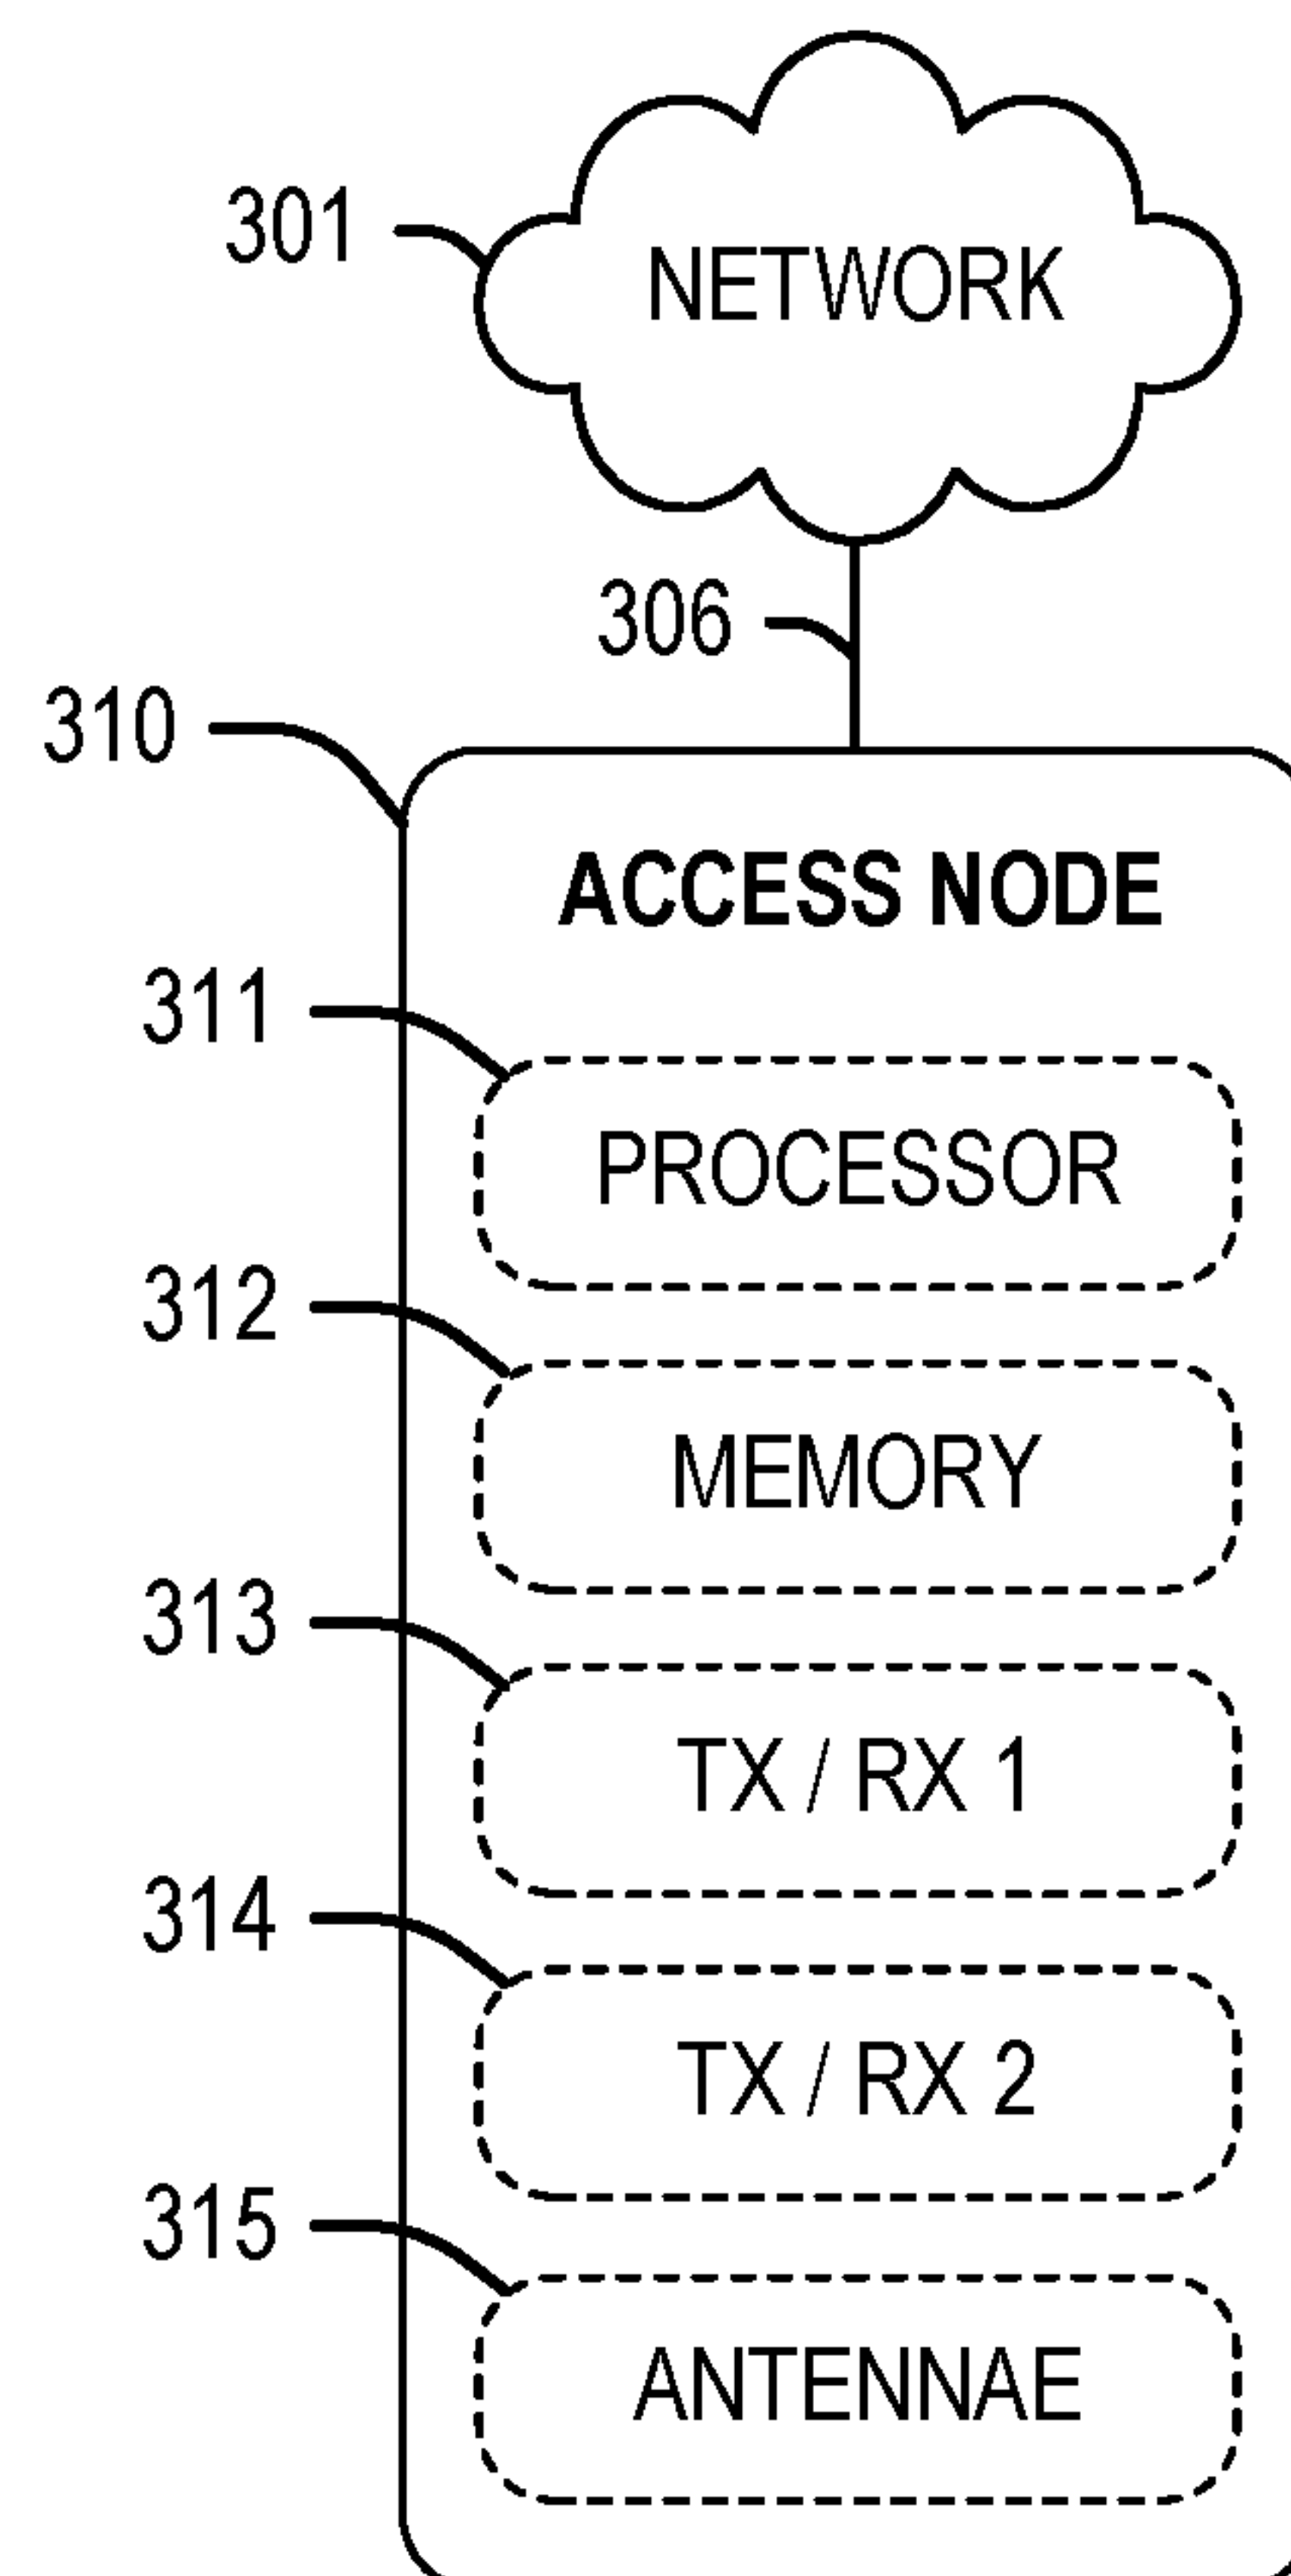 301
NETWORK
306
310
ACCESS NODE
311
PROCESSOR
312
MEMORY
313
TX / RX 1
314
TX / RX 2
315
ANTENNAE